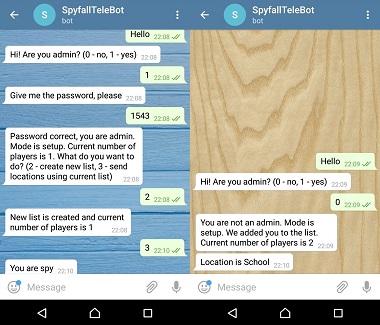 SpyfallTeleBot
bot
Hello 22:08
Hi! Are you admin? (0 - no, 1 - yes) 22:08
1 22:08
Give me the password, please 22:08
1543 22:08
Password correct, you are admin.
Mode is setup. Current number
of players is 1. What do you want to
do? (2 - create new list, 3 - send
locations using current list) 22:08
2 22:08
New list is created and current
number of players is 1 22:08
3 22:10
You are spy 22:10
Message
SpyfallTeleBot
bot
Hello 22:09
Hi! Are you admin? (0 - no, 1 - yes) 22:09
0 22:09
You are not an admin. Mode is
setup. We added you to the list.
Current number of players is 2 22:09
Location is School 22:10
Message